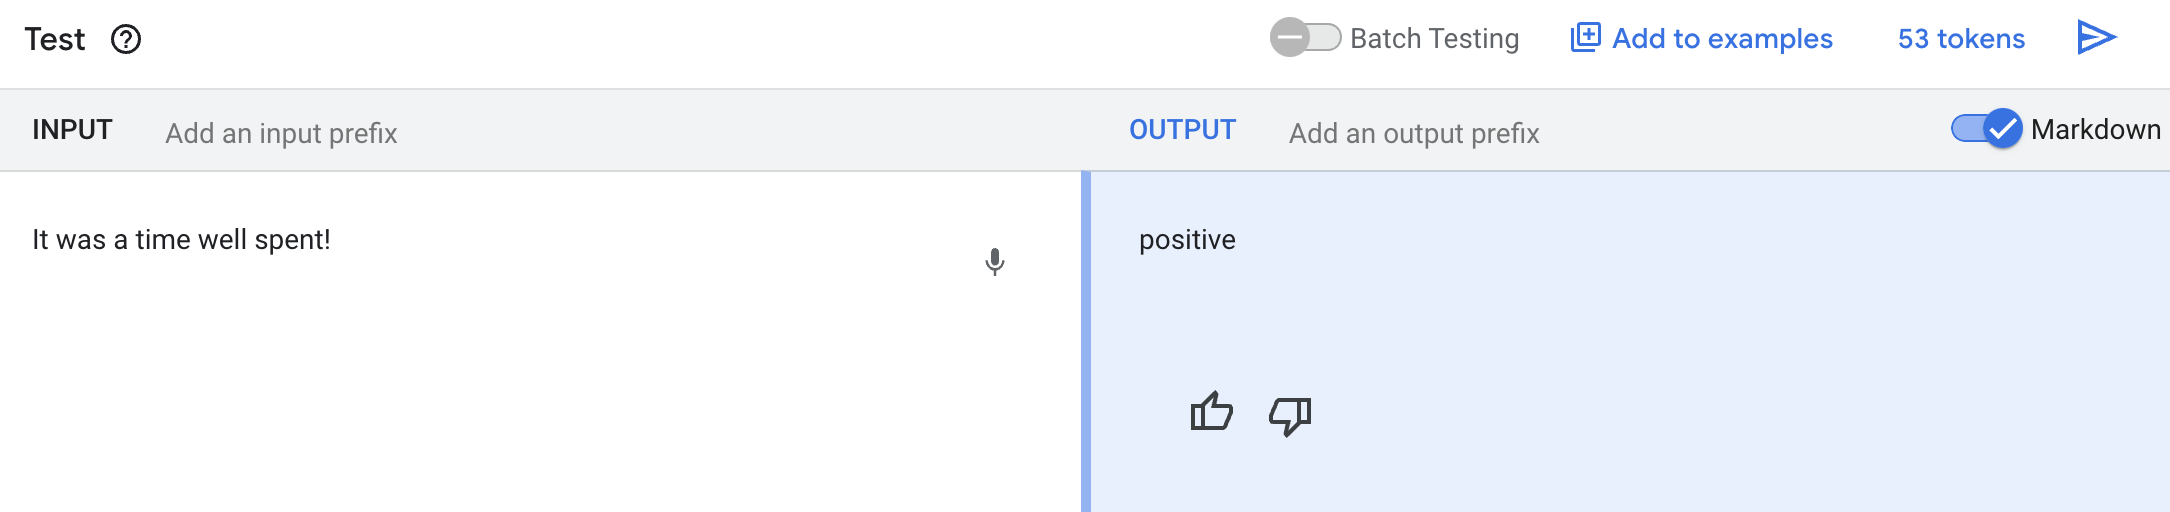 Test
Batch Testing
Add to examples
53 tokens
INPUT Add an input prefix
OUTPUT Add an output prefix
Markdown
It was a time well spent!
positive